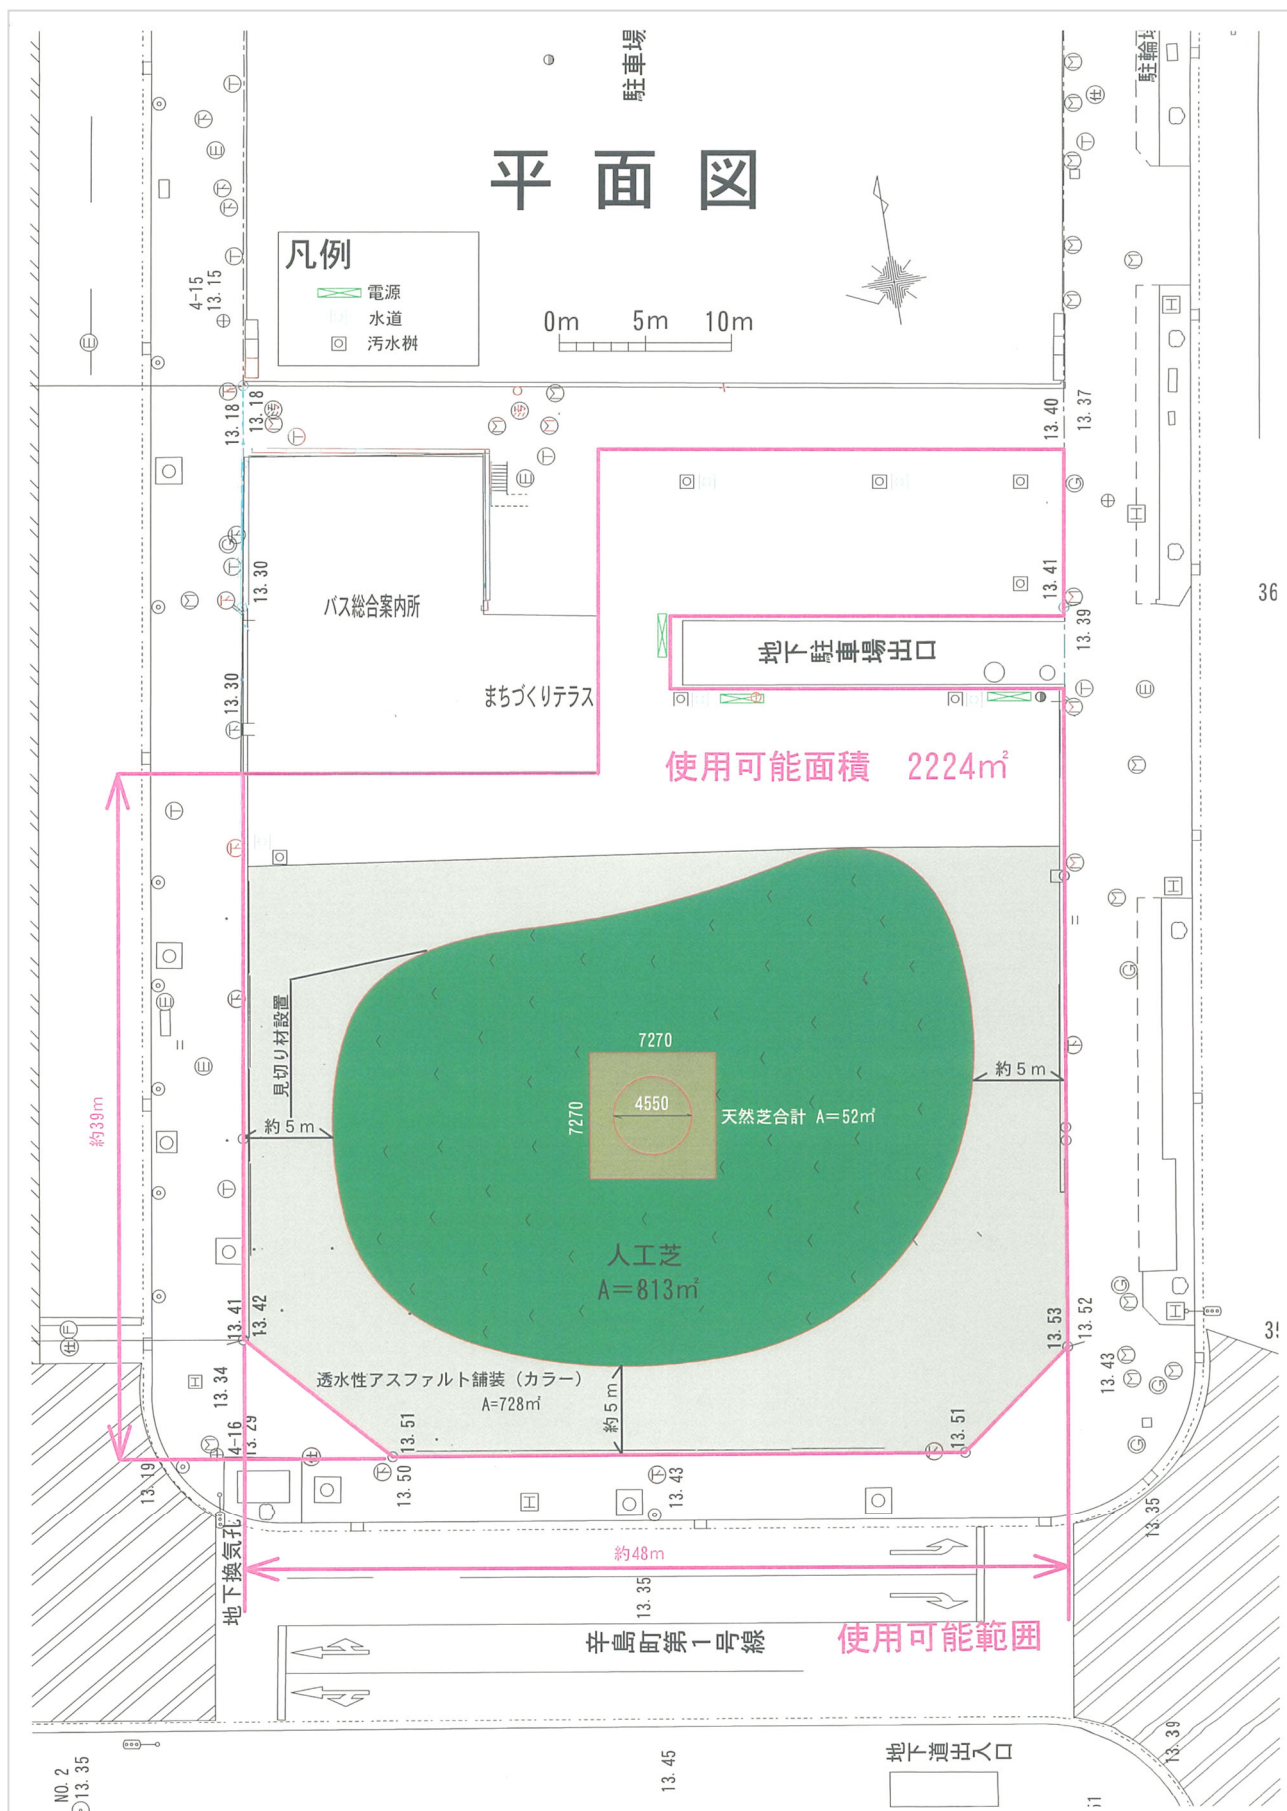 駐車場
平面図
凡例
電源
水道
汚水桝
0m 5m 10m
4-15
13.15
13.18
13.18
13.40
13.37
13.30
13.41
13.39
36
バス総合案内所
地下駐車場出口
13.30
まちづくりテラス
使用可能面積 2224㎡
見切り材設置
約39m
7270
約5m
4550
7270
天然芝合計 A=52㎡
約5m
人工芝
A=813㎡
13.41
13.42
13.53
13.52
13.34
透水性アスファルト舗装(カラー)
A=728㎡
約5m
13.43
4-16
13.29
13.51
13.51
13.19
13.50
13.43
13.35
地下換気孔
約48m
13.35
辛島町第1号線
使用可能範囲
13.39
地下道出入口
NO.2
13.35
13.45